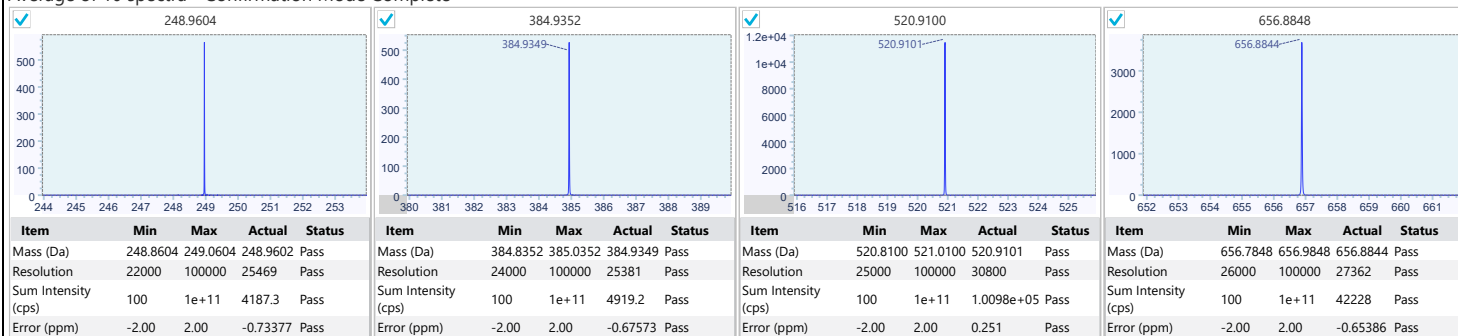 248.9604
600
500
400
300
200
100
0
244 245 246 247 248 249 250 251 252 253
Item Min Max Actual Status
Mass (Da) 248.8604 249.0604 248.9602 Pass
Resolution 22000 100000 25469 Pass
Sum Intensity
(cps) 100 1e+11 4187.3 Pass
Error (ppm) -2.00 2.00 -0.73377 Pass
384.9352
384.9349
500
400
300
200
100
0
380 381 382 383 384 385 386 387 388 389
Item Min Max Actual Status
Mass (Da) 384.8352 385.0352 384.9349 Pass
Resolution 24000 100000 25381 Pass
Sum Intensity
(cps) 100 1e+11 4919.2 Pass
Error (ppm) -2.00 2.00 -0.67573 Pass
520.9100
1.2e+04
520.9101
1e+04
8000
6000
4000
2000
0
516 517 518 519 520 521 522 523 524 525
Item Min Max Actual Status
Mass (Da) 520.8100 521.0100 520.9101 Pass
Resolution 25000 100000 30800 Pass
Sum Intensity
(cps) 100 1e+11 1.0098e+05 Pass
Error (ppm) -2.00 2.00 0.251 Pass
656.8848
656.8844
3000
2000
1000
0
652 653 654 655 656 657 658 659 660 661
Item Min Max Actual Status
Mass (Da) 656.7848 656.9848 656.8844 Pass
Resolution 26000 100000 27362 Pass
Sum Intensity
(cps) 100 1e+11 42228 Pass
Error (ppm) -2.00 2.00 -0.65386 Pass